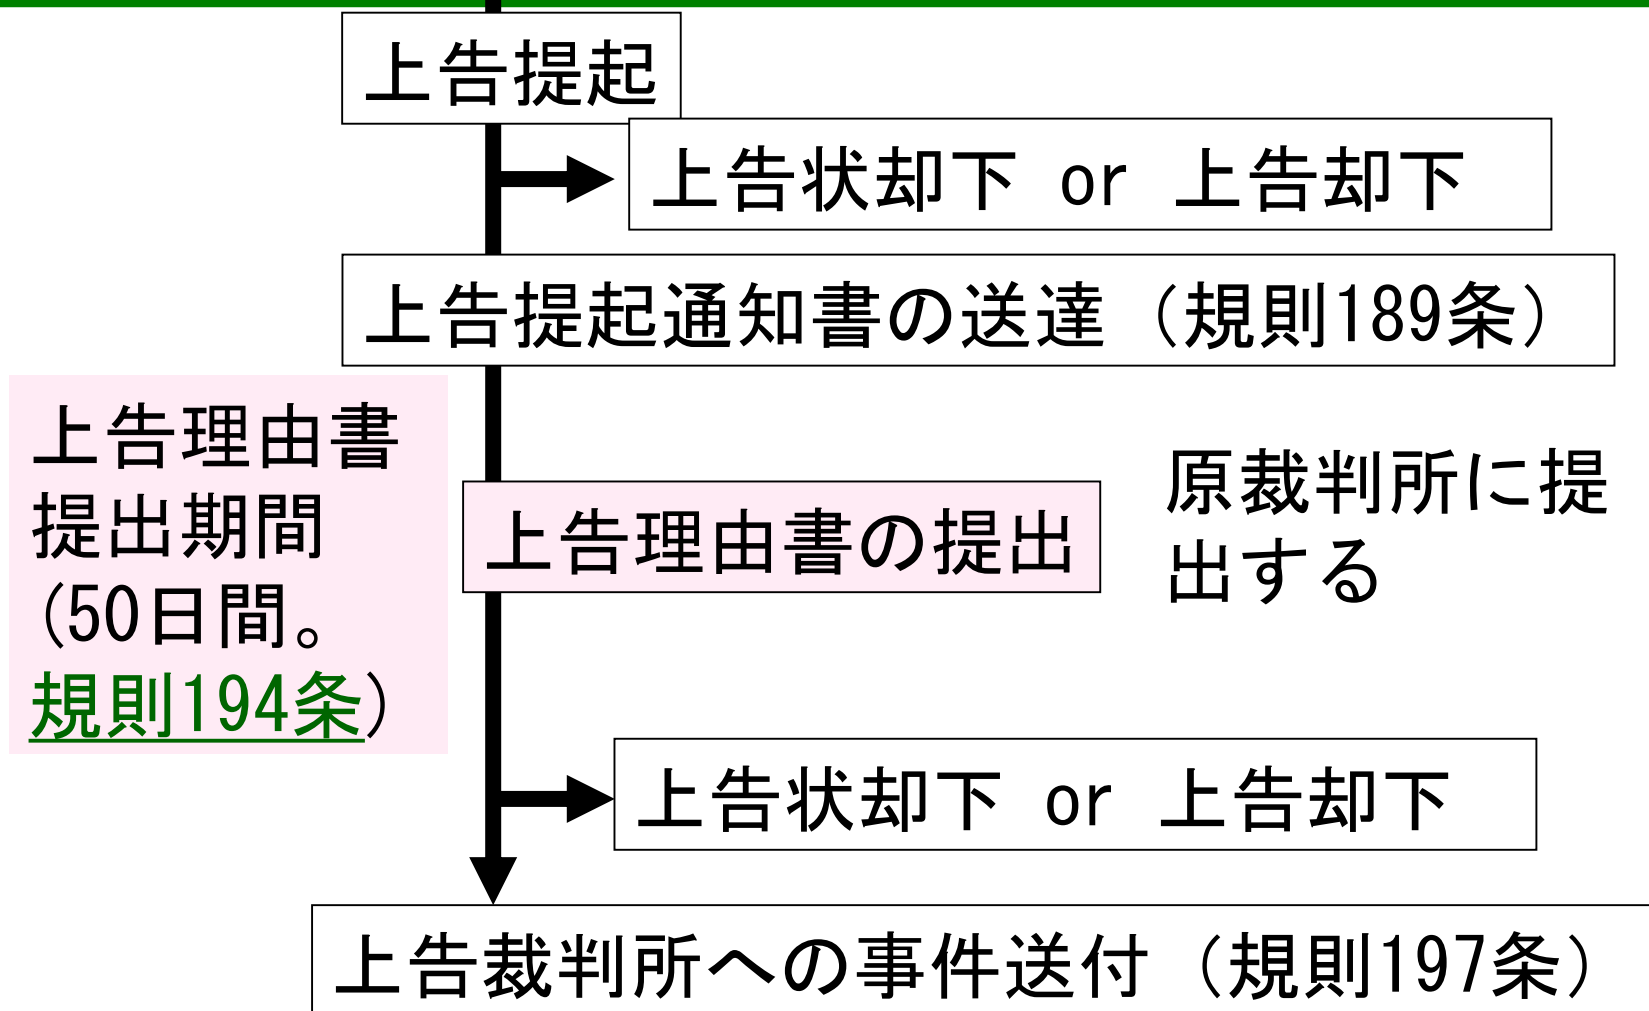 上告提起
上告状却下 or 上告却下
上告提起通知書の送達（規則189条）
上告理由書
提出期間
(50日間。
規則194条)
上告理由書の提出
原裁判所に提
出する
上告状却下 or 上告却下
上告裁判所への事件送付（規則197条）